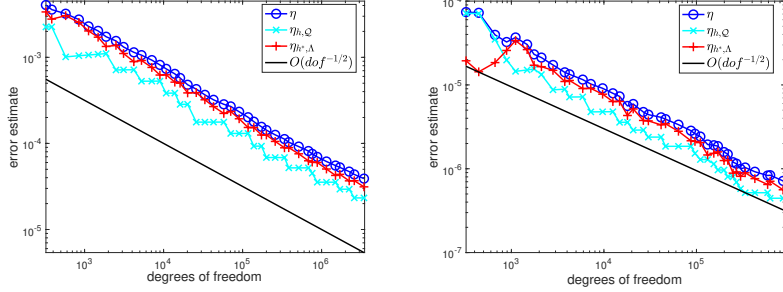 10^-3
10^-4
10^-5
error estimate
10^3
10^4
10^5
10^6
degrees of freedom
η
η_{h,Q}
η_{h*,Λ}
O(dof^{-1/2})
10^-4
10^-5
10^-6
10^-7
error estimate
10^3
10^4
10^5
degrees of freedom
η
η_{h,Q}
η_{h*,Λ}
O(dof^{-1/2})